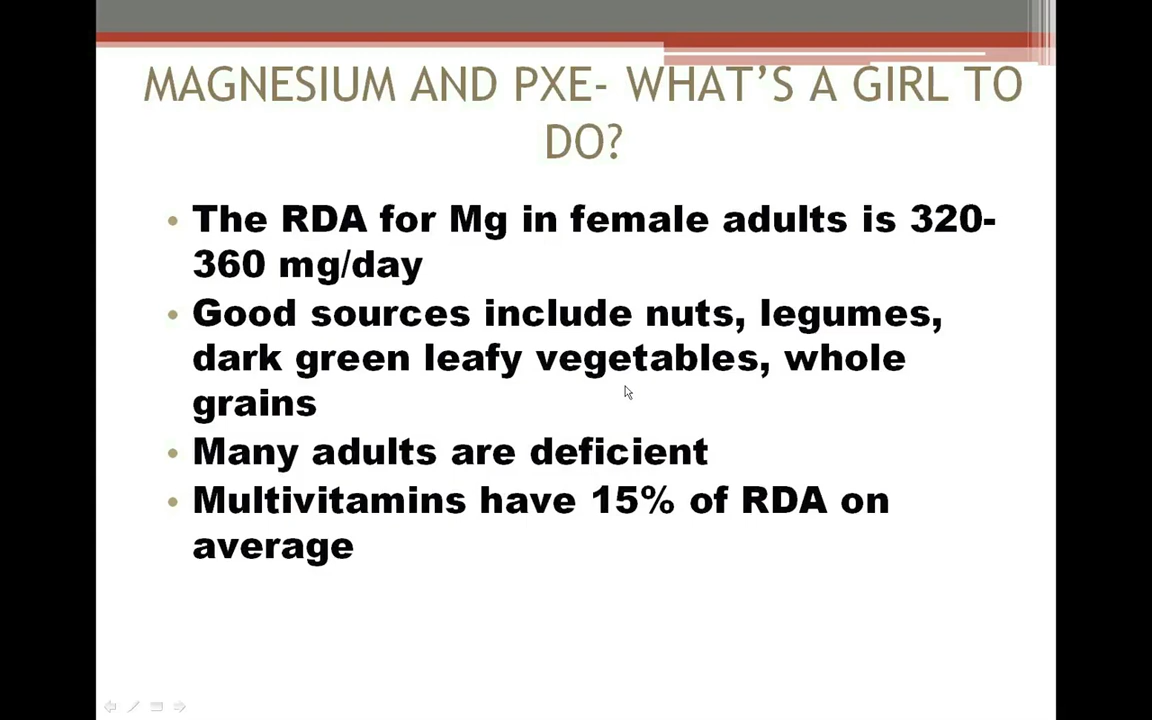 MAGNESIUM AND PXE- WHAT’S A GIRL TO
DO?
• The RDA for Mg in female adults is 320-
360 mg/day
• Good sources include nuts, legumes,
dark green leafy vegetables, whole
grains
• Many adults are deficient
• Multivitamins have 15% of RDA on
average